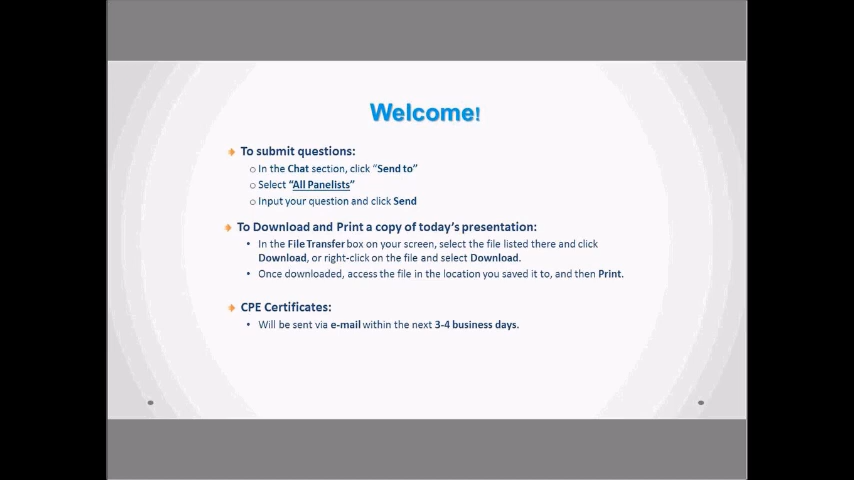 Welcome!
To submit questions:
In the Chat section, click “Send to”
Select “All Panelists”
Input your question and click Send
To Download and Print a copy of today’s presentation:
In the File Transfer box on your screen, select the file listed there and click
Download, or right-click on the file and select Download.
Once downloaded, access the file in the location you saved it to, and then Print.
CPE Certificates:
Will be sent via e-mail within the next 3-4 business days.